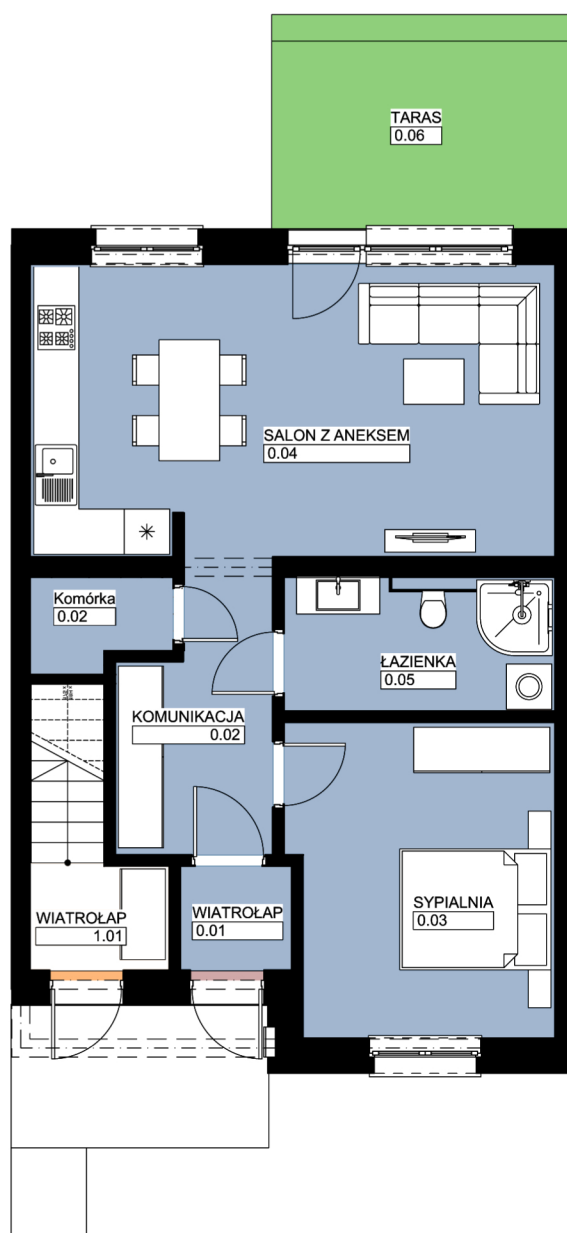 TARAS
0.06
SALON Z ANEKSEM
0.04
Komórka
0.02
ŁAZIENKA
0.05
KOMUNIKACJA
0.02
SYPIALNIA
0.03
WIATROŁAP
1.01
WIATROŁAP
0.01